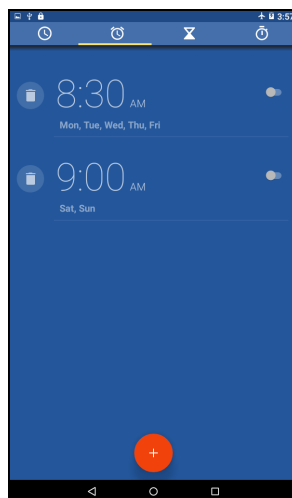 3:57
8:30 AM
Mon, Tue, Wed, Thu, Fri
9:00 AM
Sat, Sun